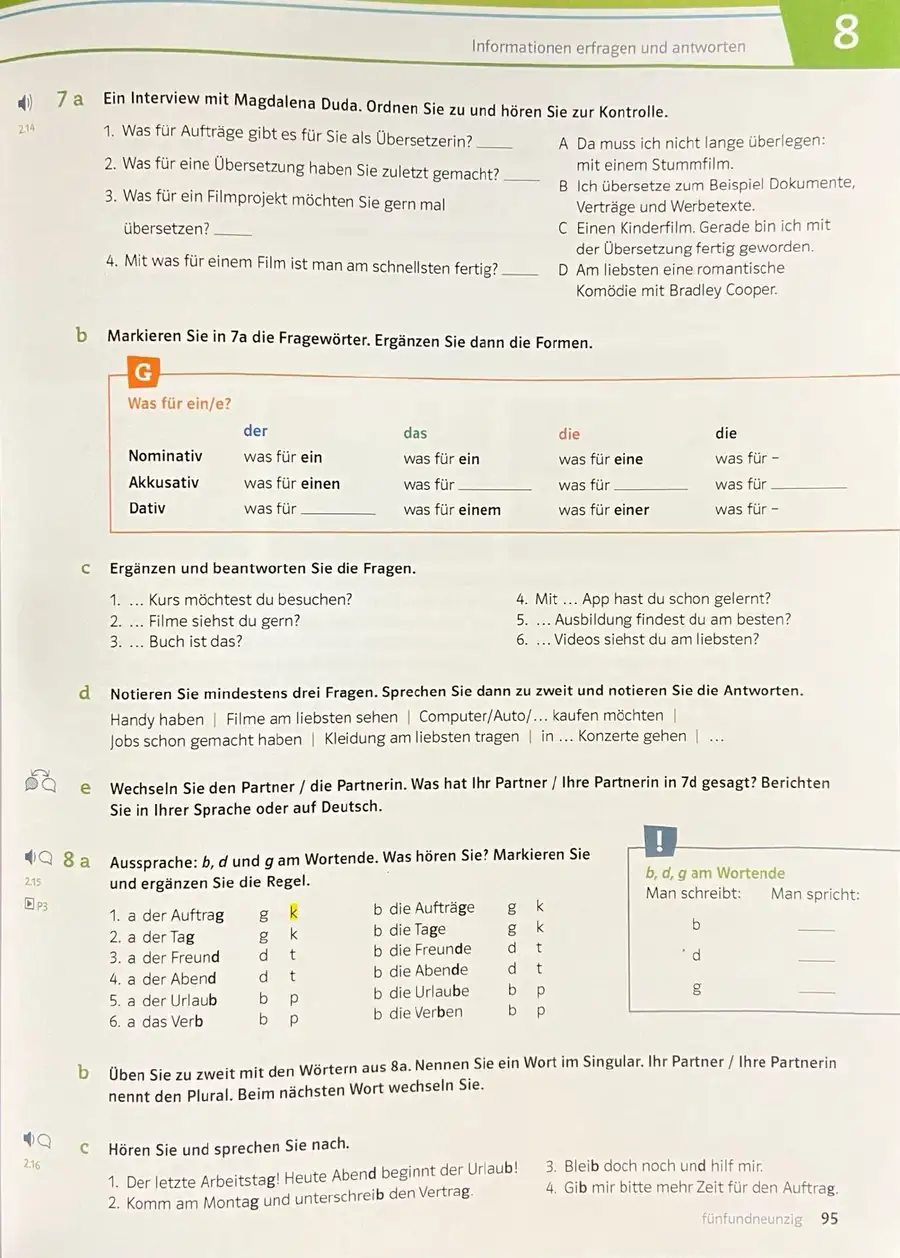 Informationen erfragen und antworten
8
7 a Ein Interview mit Magdalena Duda. Ordnen Sie zu und hören Sie zur Kontrolle.
2.14
1. Was für Aufträge gibt es für Sie als Übersetzerin? ____
2. Was für eine Übersetzung haben Sie zuletzt gemacht? ____
3. Was für ein Filmprojekt möchten Sie gern mal
übersetzen? ____
4. Mit was für einem Film ist man am schnellsten fertig? ____
A Da muss ich nicht lange überlegen:
mit einem Stummfilm.
B Ich übersetze zum Beispiel Dokumente,
Verträge und Werbetexte.
C Einen Kinderfilm. Gerade bin ich mit
der Übersetzung fertig geworden.
D Am liebsten eine romantische
Komödie mit Bradley Cooper.
b Markieren Sie in 7a die Fragewörter. Ergänzen Sie dann die Formen.
G
Was für ein/e?
der das die die
Nominativ was für ein was für ein was für eine was für –
Akkusativ was für einen was für ____ was für ____ was für ____
Dativ was für ____ was für einem was für einer was für –
c Ergänzen und beantworten Sie die Fragen.
1. ... Kurs möchtest du besuchen?
2. ... Filme siehst du gern?
3. ... Buch ist das?
4. Mit ... App hast du schon gelernt?
5. ... Ausbildung findest du am besten?
6. ... Videos siehst du am liebsten?
d Notieren Sie mindestens drei Fragen. Sprechen Sie dann zu zweit und notieren Sie die Antworten.
Handy haben | Filme am liebsten sehen | Computer/Auto/... kaufen möchten |
Jobs schon gemacht haben | Kleidung am liebsten tragen | in ... Konzerte gehen | ...
e Wechseln Sie den Partner / die Partnerin. Was hat Ihr Partner / Ihre Partnerin in 7d gesagt? Berichten
Sie in Ihrer Sprache oder auf Deutsch.
8 a Aussprache: b, d und g am Wortende. Was hören Sie? Markieren Sie
2.15 und ergänzen Sie die Regel.
P3
1. a der Auftrag g k b die Aufträge g k
2. a der Tag g k b die Tage g k
3. a der Freund d t b die Freunde d t
4. a der Abend d t b die Abende d t
5. a der Urlaub b p b die Urlaube b p
6. a das Verb b p b die Verben b p
!
b, d, g am Wortende
Man schreibt: Man spricht:
b ____
d ____
g ____
b Üben Sie zu zweit mit den Wörtern aus 8a. Nennen Sie ein Wort im Singular. Ihr Partner / Ihre Partnerin
nennt den Plural. Beim nächsten Wort wechseln Sie.
c Hören Sie und sprechen Sie nach.
2.16
1. Der letzte Arbeitstag! Heute Abend beginnt der Urlaub!
2. Komm am Montag und unterschreib den Vertrag.
3. Bleib doch noch und hilf mir.
4. Gib mir bitte mehr Zeit für den Auftrag.
fünfundneunzig 95